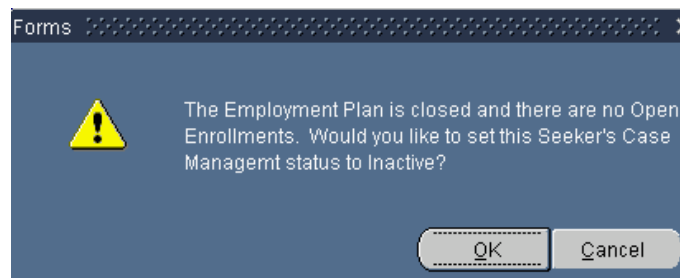 Forms
The Employment Plan is closed and there are no Open
Enrollments. Would you like to set this Seeker's Case
Managemt status to Inactive?
OK
Cancel